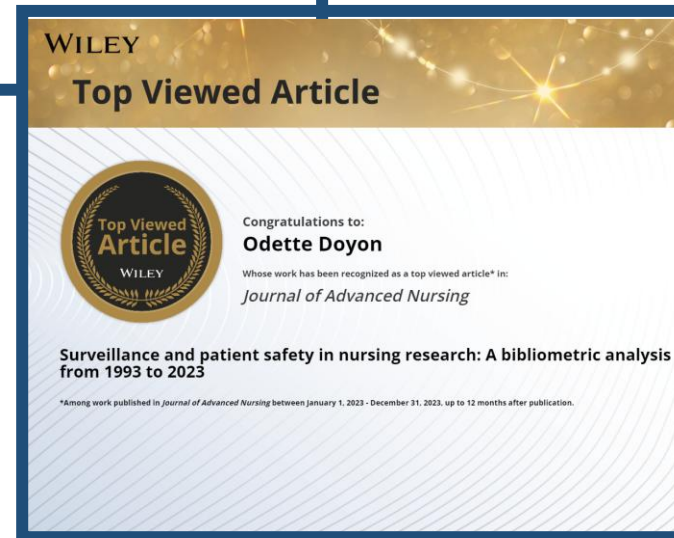 WILEY
Top Viewed Article
Top Viewed
Article
WILEY
Congratulations to:
Odette Doyon
Whose work has been recognized as a top viewed article* in:
Journal of Advanced Nursing
Surveillance and patient safety in nursing research: A bibliometric analysis
from 1993 to 2023
*Among work published in Journal of Advanced Nursing between January 1, 2023 - December 31, 2023, up to 12 months after publication.